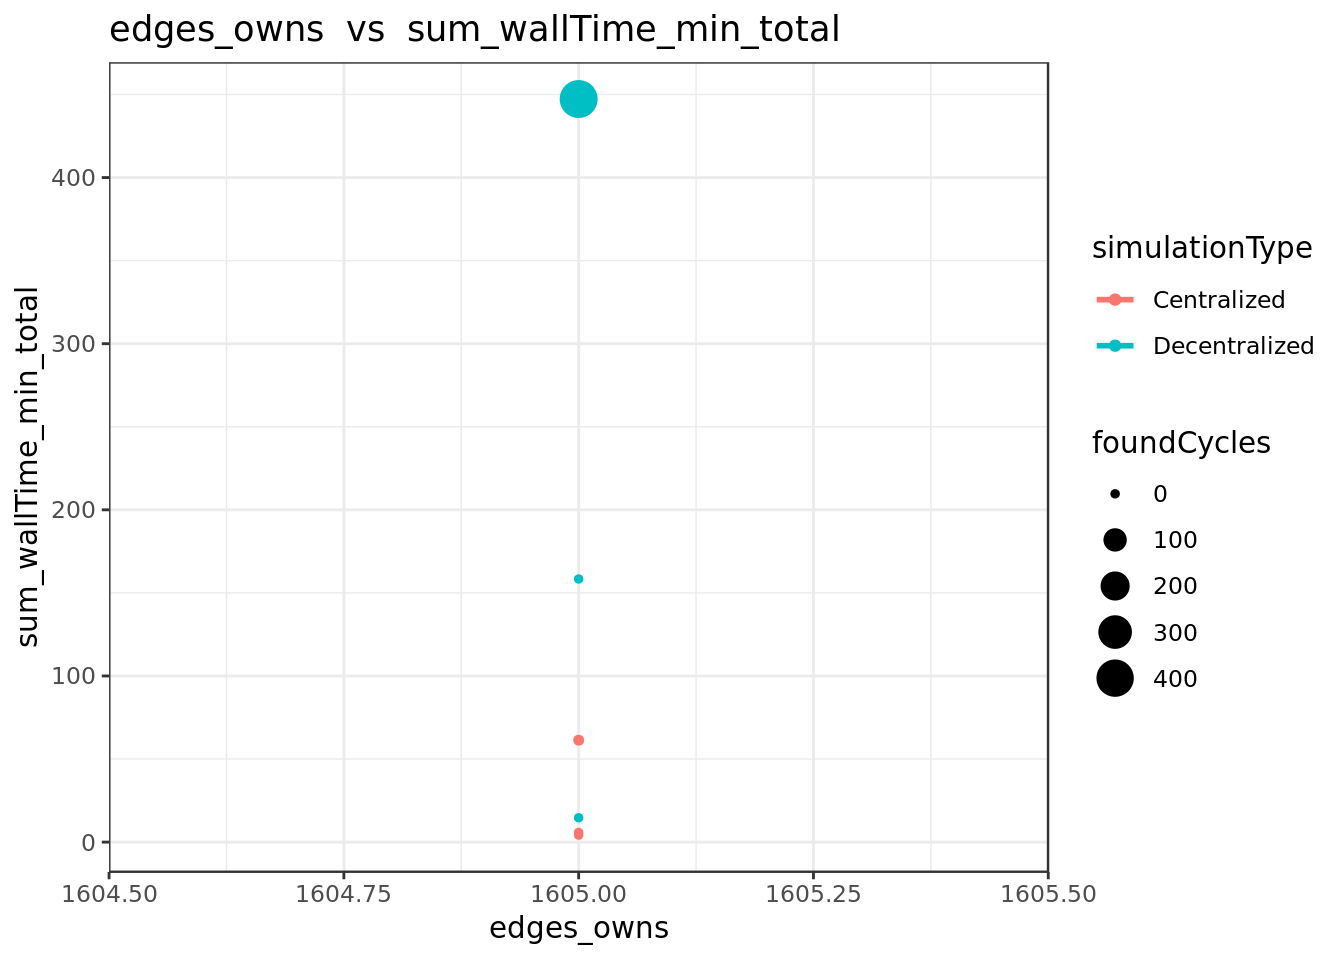 edges_owns  vs  sum_wallTime_min_total
sum_wallTime_min_total
400
300
200
100
0
1604.50
1604.75
1605.00
1605.25
1605.50
edges_owns
simulationType
Centralized
Decentralized
foundCycles
0
100
200
300
400